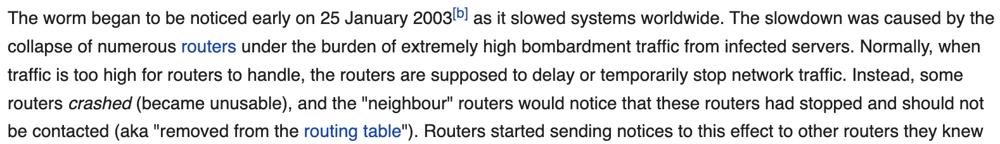 The worm began to be noticed early on 25 January 2003[b] as it slowed systems worldwide. The slowdown was caused by the
collapse of numerous routers under the burden of extremely high bombardment traffic from infected servers. Normally, when
traffic is too high for routers to handle, the routers are supposed to delay or temporarily stop network traffic. Instead, some
routers crashed (became unusable), and the "neighbour" routers would notice that these routers had stopped and should not
be contacted (aka "removed from the routing table"). Routers started sending notices to this effect to other routers they knew